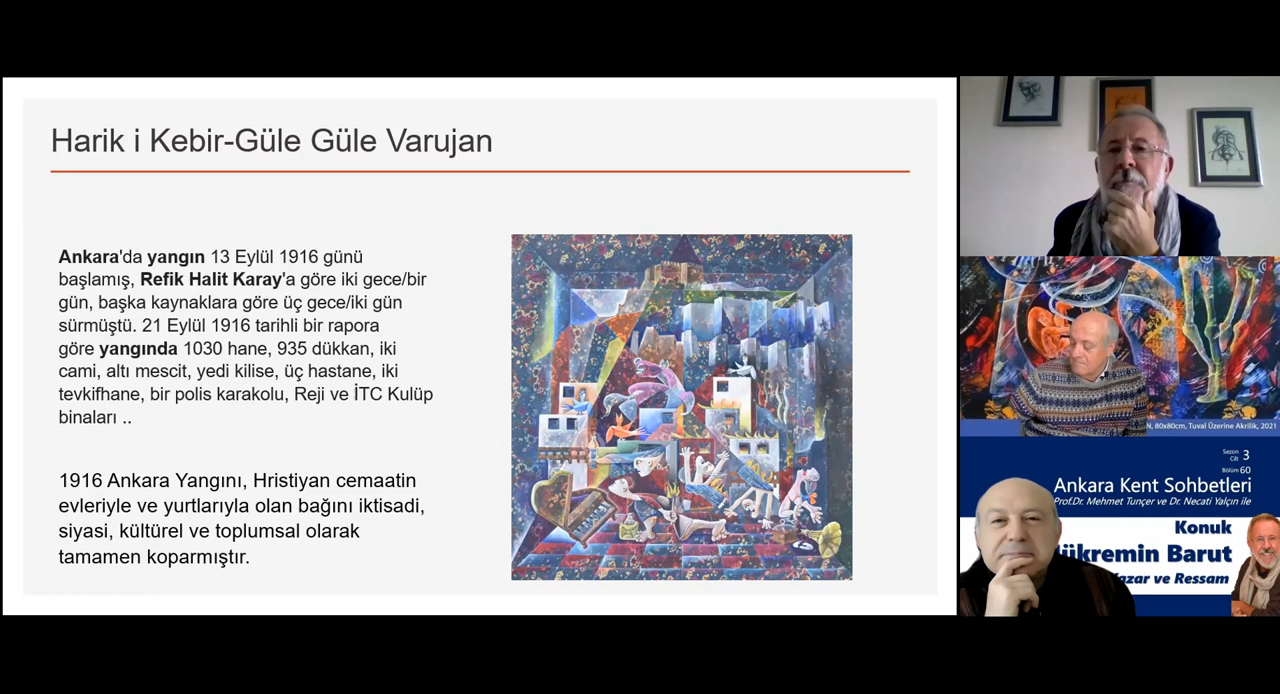 Harik i Kebir-Güle Güle Varujan
Ankara'da yangın 13 Eylül 1916 günü
başlamış, Refik Halit Karay'a göre iki gece/bir
gün, başka kaynaklara göre üç gece/iki gün
sürmüştü. 21 Eylül 1916 tarihli bir rapora
göre yangında 1030 hane, 935 dükkan, iki
cami, altı mescit, yedi kilise, üç hastane, iki
tevkifhane, bir polis karakolu, Reji ve İTC Kulüp
binaları ..
1916 Ankara Yangını, Hristiyan cemaatin
evleriyle ve yurtlarıyla olan bağını iktisadi,
siyasi, kültürel ve toplumsal olarak
tamamen koparmıştır.
N, 80x80cm, Tuval Üzerine Akrilik, 2021
Sezon
Cilt 3
Bölüm 60
Ankara Kent Sohbetleri
Prof.Dr. Mehmet Tunçer ve Dr. Necati Yalçın ile
Konuk
ükremin Barut
azar ve Ressam